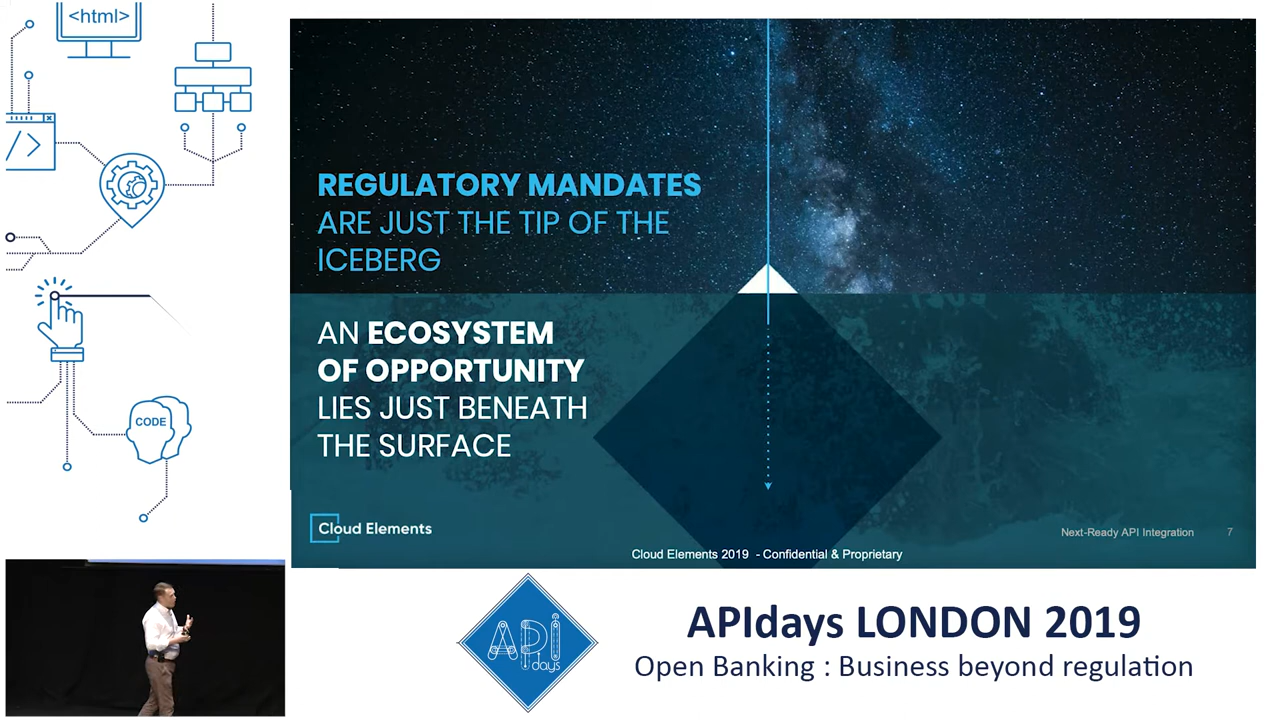 <html>
/>
CODE
REGULATORY MANDATES
ARE JUST THE TIP OF THE
ICEBERG
AN ECOSYSTEM
OF OPPORTUNITY
LIES JUST BENEATH
THE SURFACE
Cloud Elements
Next-Ready API Integration 7
Cloud Elements 2019 - Confidential & Proprietary
API
days
APIdays LONDON 2019
Open Banking : Business beyond regulation